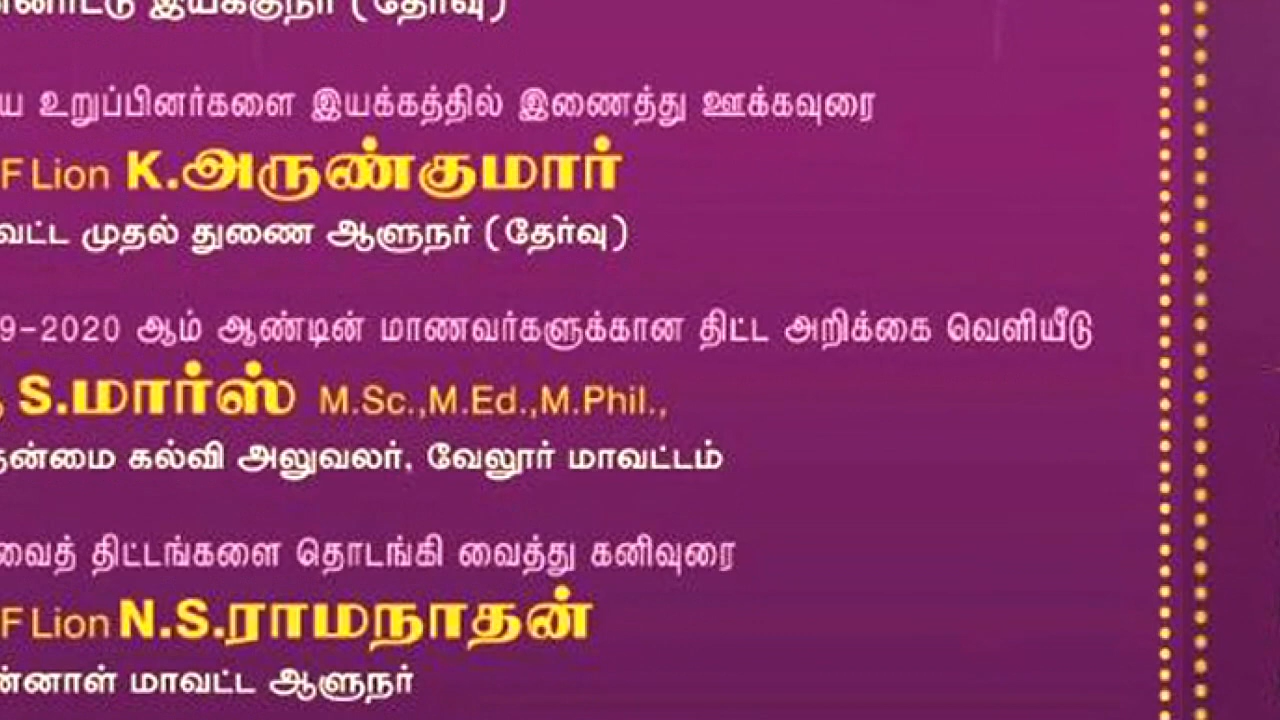 இயக்குநர் (தேர்வு)
உறுப்பினர்களை இயக்கத்தில் இணைத்து ஊக்கவுரை
F Lion K.அருண்குமார்
முதல் துணை ஆளுநர் (தேர்வு)
9-2020 ஆம் ஆண்டின் மாணவர்களுக்கான திட்ட அறிக்கை வெளியீடு
S.மார்ஸ் M.Sc.,M.Ed.,M.Phil.,
கல்வி அலுவலர், வேலூர் மாவட்டம்
திட்டங்களை தொடங்கி வைத்து கனிவுரை
F Lion N.S.ராமநாதன்
மாவட்ட ஆளுநர்